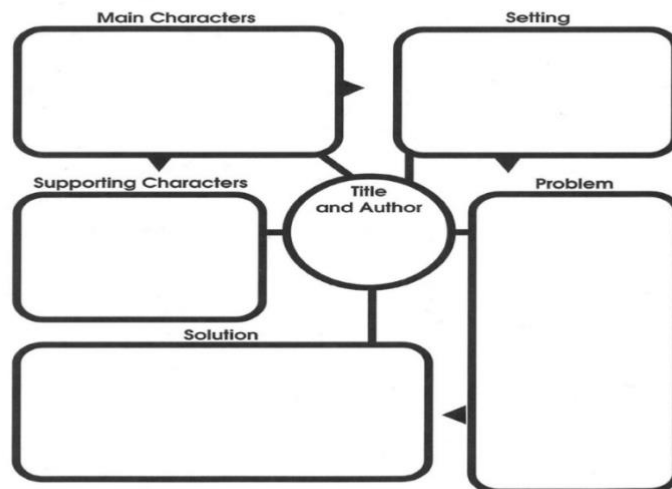 Main Characters
Setting
Supporting Characters
Title
and Author
Problem
Solution